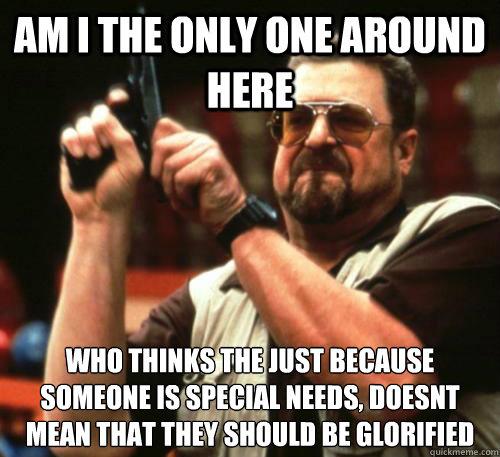 AM I THE ONLY ONE AROUND
HERE
WHO THINKS THE JUST BECAUSE
SOMEONE IS SPECIAL NEEDS, DOESNT
MEAN THAT THEY SHOULD BE GLORIFIED
quickmeme.com